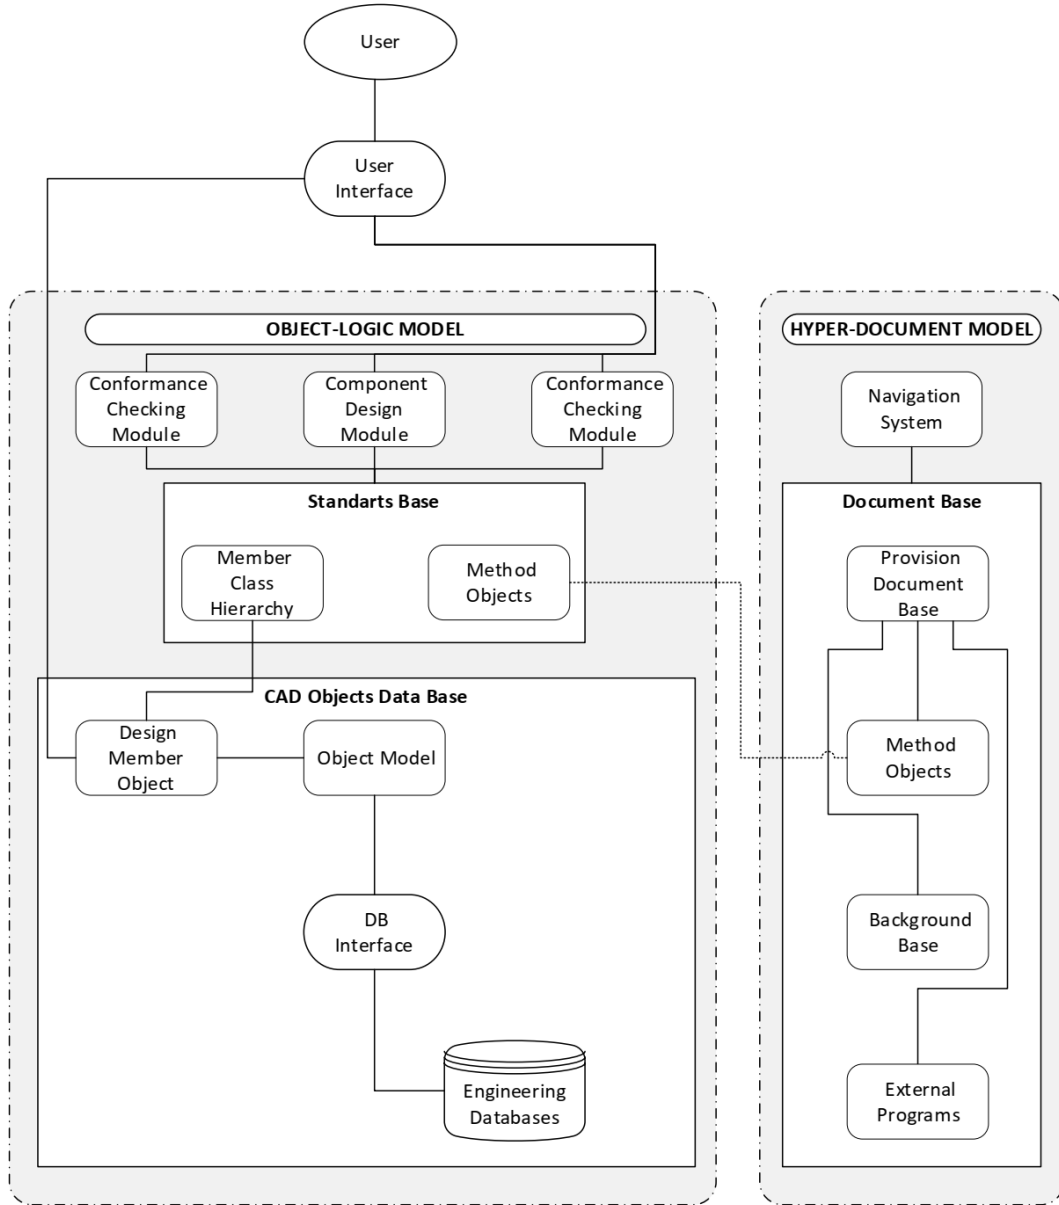 User
User
Interface
OBJECT-LOGIC MODEL
Conformance
Checking
Module
Component
Design
Module
Conformance
Checking
Module
Standarts Base
Member
Class
Hierarchy
Method
Objects
CAD Objects Data Base
Design
Member
Object
Object Model
DB
Interface
Engineering
Databases
HYPER-DOCUMENT MODEL
Navigation
System
Document Base
Provision
Document
Base
Method
Objects
Background
Base
External
Programs